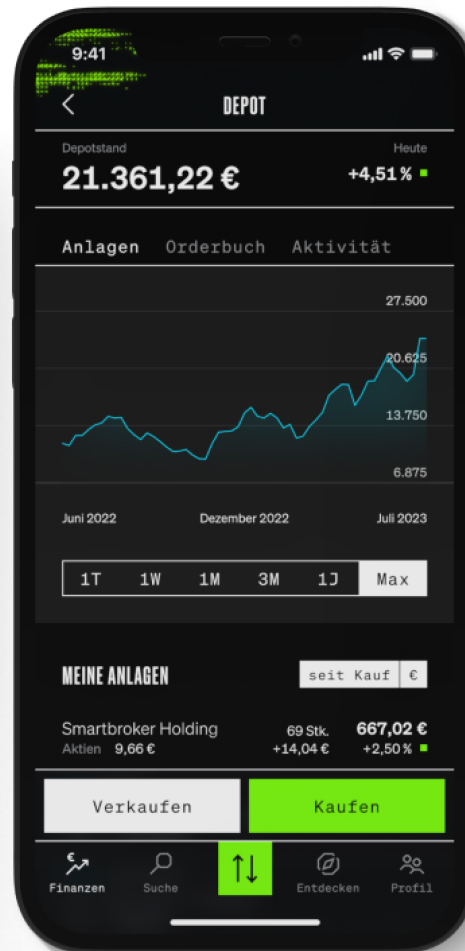 9:41
DEPOT
Depotstand Heute
21.361,22 € +4,51 %
Anlagen Orderbuch Aktivität
27.500
20.625
13.750
6.875
Juni 2022 Dezember 2022 Juli 2023
1T 1W 1M 3M 1J Max
MEINE ANLAGEN seit Kauf €
Smartbroker Holding 69 Stk. 667,02 €
Aktien 9,66 € +14,04 € +2,50 %
Verkaufen Kaufen
Finanzen Suche Entdecken Profil